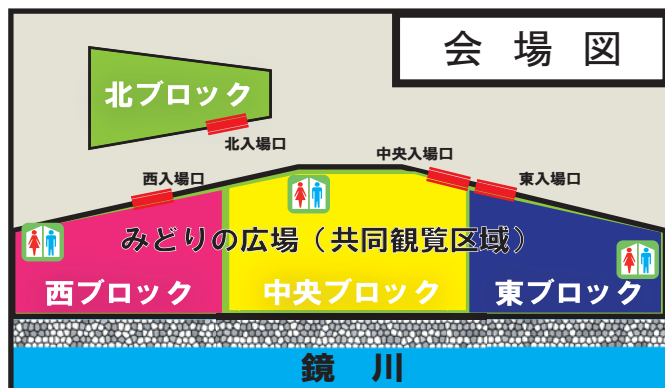 会場図
北ブロック
北入場口
中央入場口
西入場口
東入場口
みどりの広場（共同観覧区域）
西ブロック
中央ブロック
東ブロック
鏡川